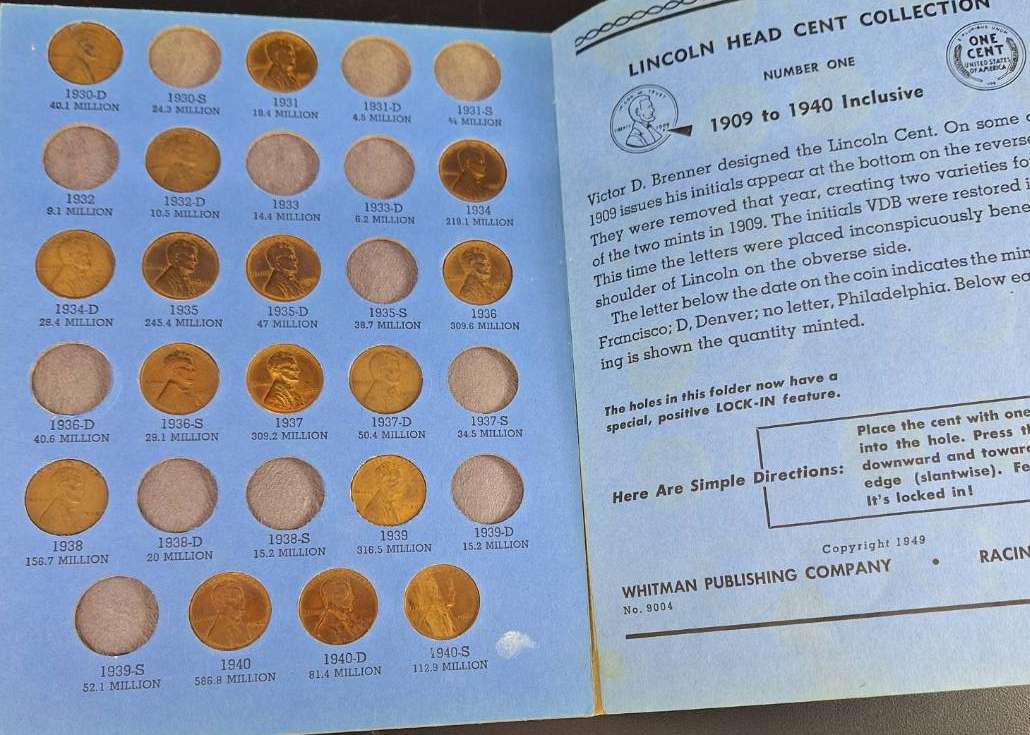 1930-D 1930-S 1931 1931-D 1931-S
40.1 MILLION 24.3 MILLION 19.4 MILLION 4.5 MILLION ¾ MILLION
1932 1932-D 1933 1933-D 1934
9.1 MILLION 10.5 MILLION 14.4 MILLION 6.2 MILLION 219.1 MILLION
1934-D 1935 1935-D 1935-S 1936
28.4 MILLION 245.4 MILLION 47 MILLION 38.7 MILLION 309.6 MILLION
1936-D 1936-S 1937 1937-D 1937-S
40.6 MILLION 29.1 MILLION 309.2 MILLION 50.4 MILLION 34.5 MILLION
1938 1938-D 1938-S 1939 1939-D
156.7 MILLION 20 MILLION 15.2 MILLION 316.5 MILLION 15.2 MILLION
1939-S 1940 1940-D 1940-S
52.1 MILLION 586.8 MILLION 81.4 MILLION 112.9 MILLION
LINCOLN HEAD CENT COLLECTION
NUMBER ONE
ONE
CENT
UNITED STATES
OF AMERICA
1909 to 1940 Inclusive
Victor D. Brenner designed the Lincoln Cent. On some
1909 issues his initials appear at the bottom on the reverse
They were removed that year, creating two varieties
of the two mints in 1909. The initials VDB were restored
This time the letters were placed inconspicuously
shoulder of Lincoln on the obverse side.
The letter below the date on the coin indicates the
Francisco; D, Denver; no letter, Philadelphia. Below
ing is shown the quantity minted.
The holes in this folder now have a
special, positive LOCK-IN feature.
Here Are Simple Directions:
Place the cent with one
into the hole. Press
downward and
edge (slantwise).
It's locked in!
Copyright 1949
WHITMAN PUBLISHING COMPANY •
No. 9004